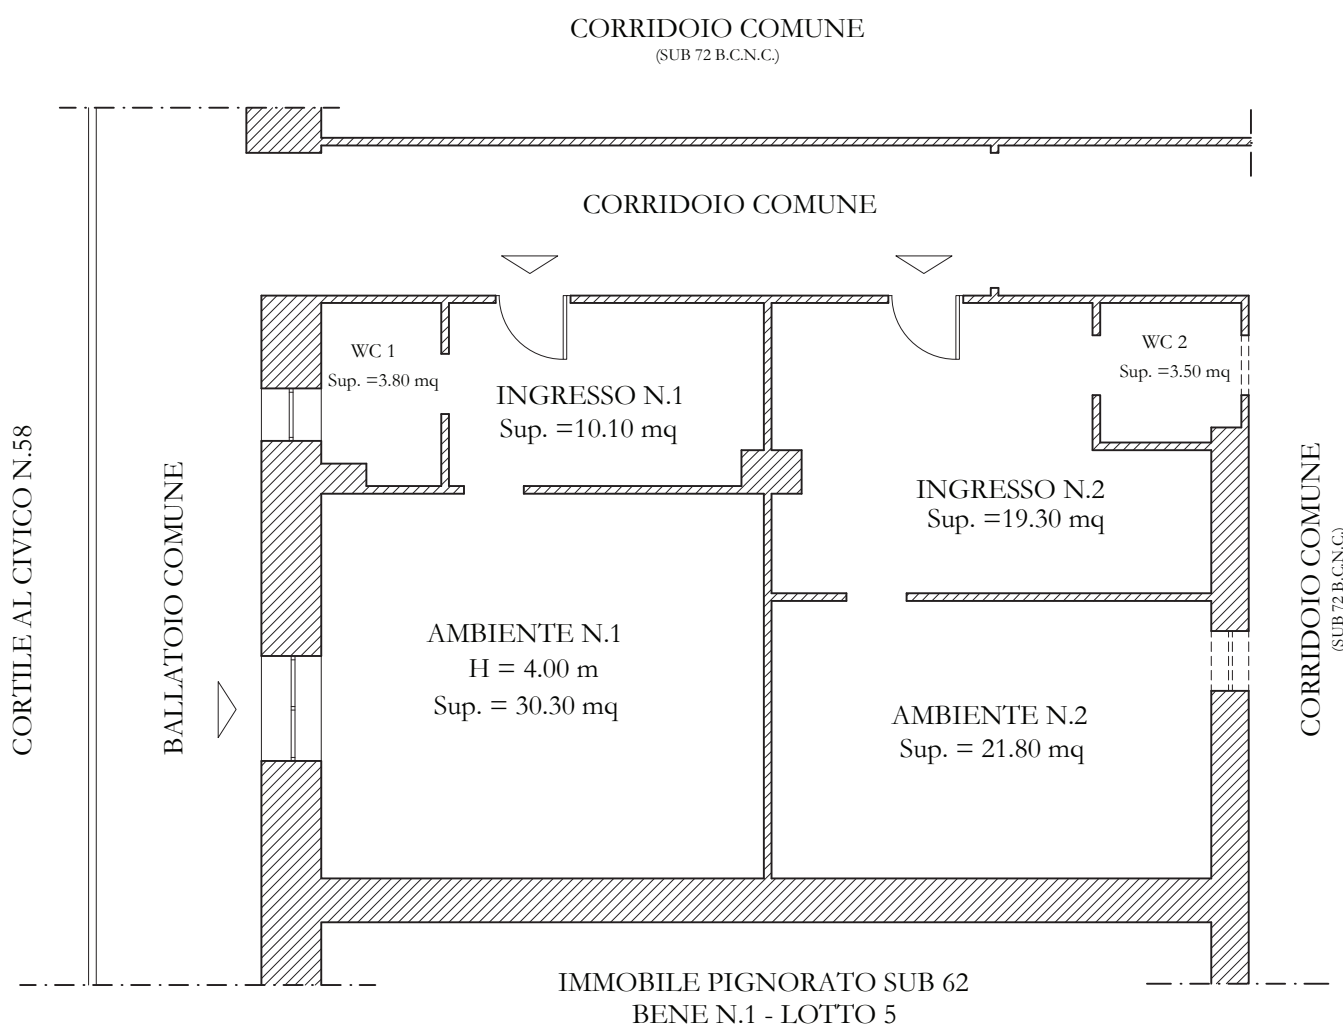 CORRIDOIO COMUNE
(SUB 72 B.C.N.C.)
CORRIDOIO COMUNE
WC 1
Sup. =3.80 mq
INGRESSO N.1
Sup. =10.10 mq
WC 2
Sup. =3.50 mq
INGRESSO N.2
Sup. =19.30 mq
CORTILE AL CIVICO N.58
BALLATOIO COMUNE
AMBIENTE N.1
H = 4.00 m
Sup. = 30.30 mq
AMBIENTE N.2
Sup. = 21.80 mq
CORRIDOIO COMUNE
(SUB 72 B.C.N.C.)
IMMOBILE PIGNORATO SUB 62
BENE N.1 - LOTTO 5